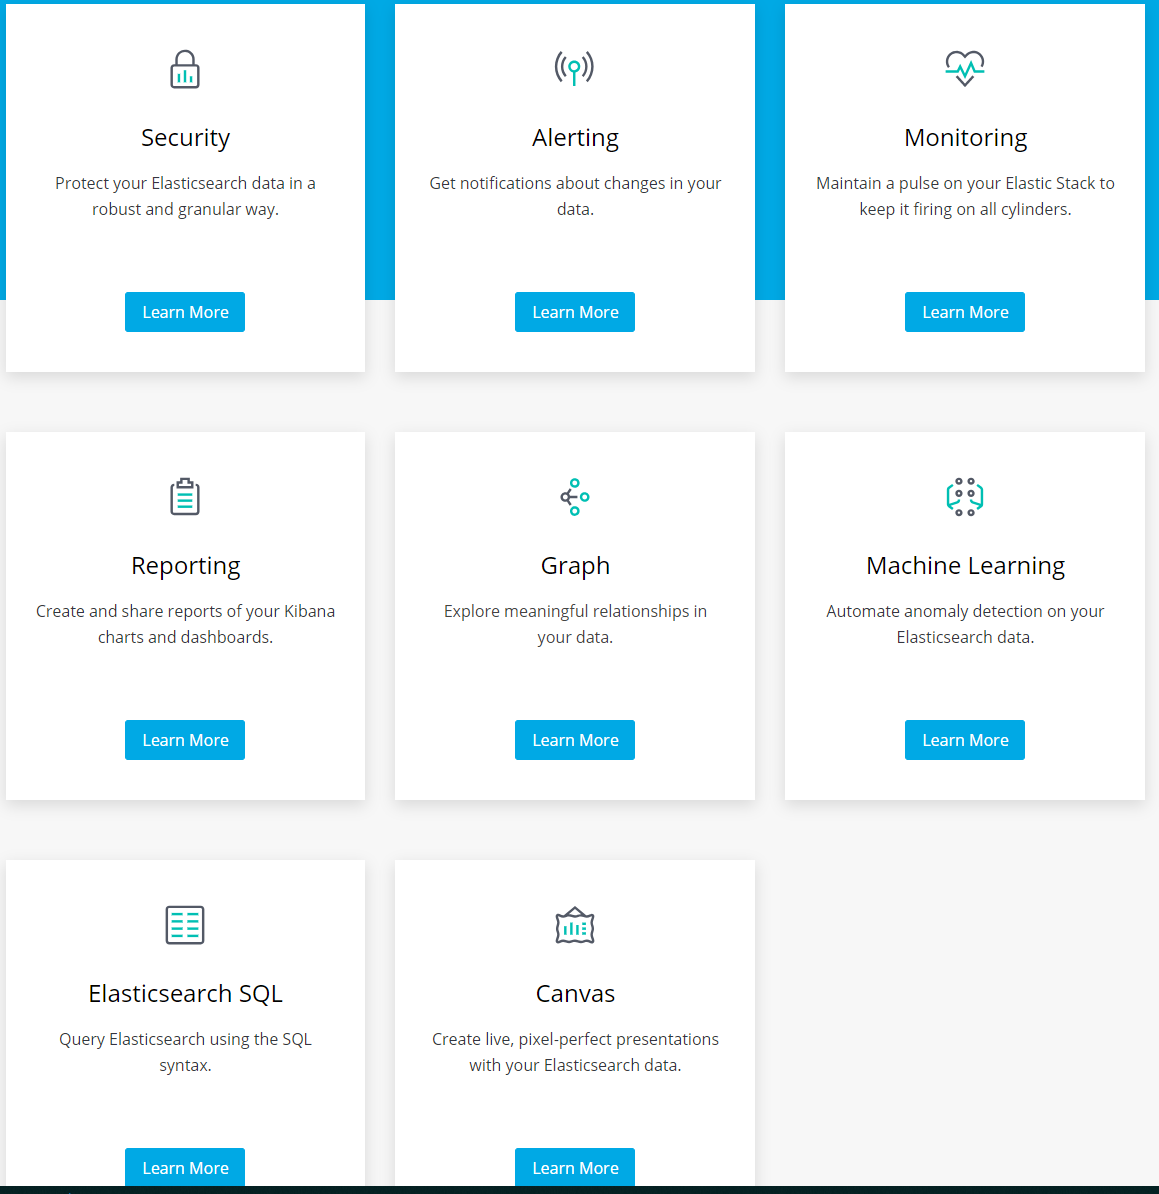 Security
Protect your Elasticsearch data in a
robust and granular way.
Learn More
Alerting
Get notifications about changes in your
data.
Learn More
Monitoring
Maintain a pulse on your Elastic Stack to
keep it firing on all cylinders.
Learn More
Reporting
Create and share reports of your Kibana
charts and dashboards.
Learn More
Graph
Explore meaningful relationships in
your data.
Learn More
Machine Learning
Automate anomaly detection on your
Elasticsearch data.
Learn More
Elasticsearch SQL
Query Elasticsearch using the SQL
syntax.
Learn More
Canvas
Create live, pixel-perfect presentations
with your Elasticsearch data.
Learn More